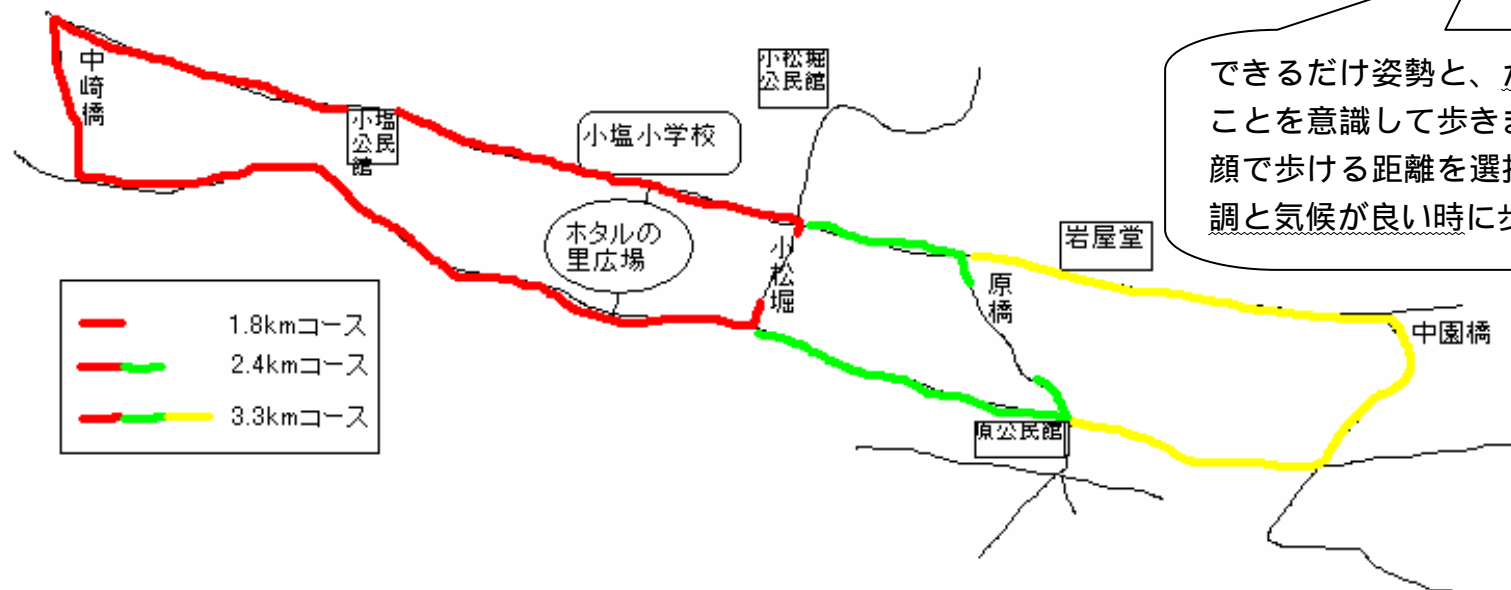 中崎橋
小塩公民館
小塩小学校
小松堀
公民館
ホタルの
里広場
小松堀
岩屋堂
原橋
中園橋
原公民館
1.8kmコース
2.4kmコース
3.3kmコース
できるだけ姿勢と、
ことを意識して歩きま
顔で歩ける距離を選
調と気候が良い時に